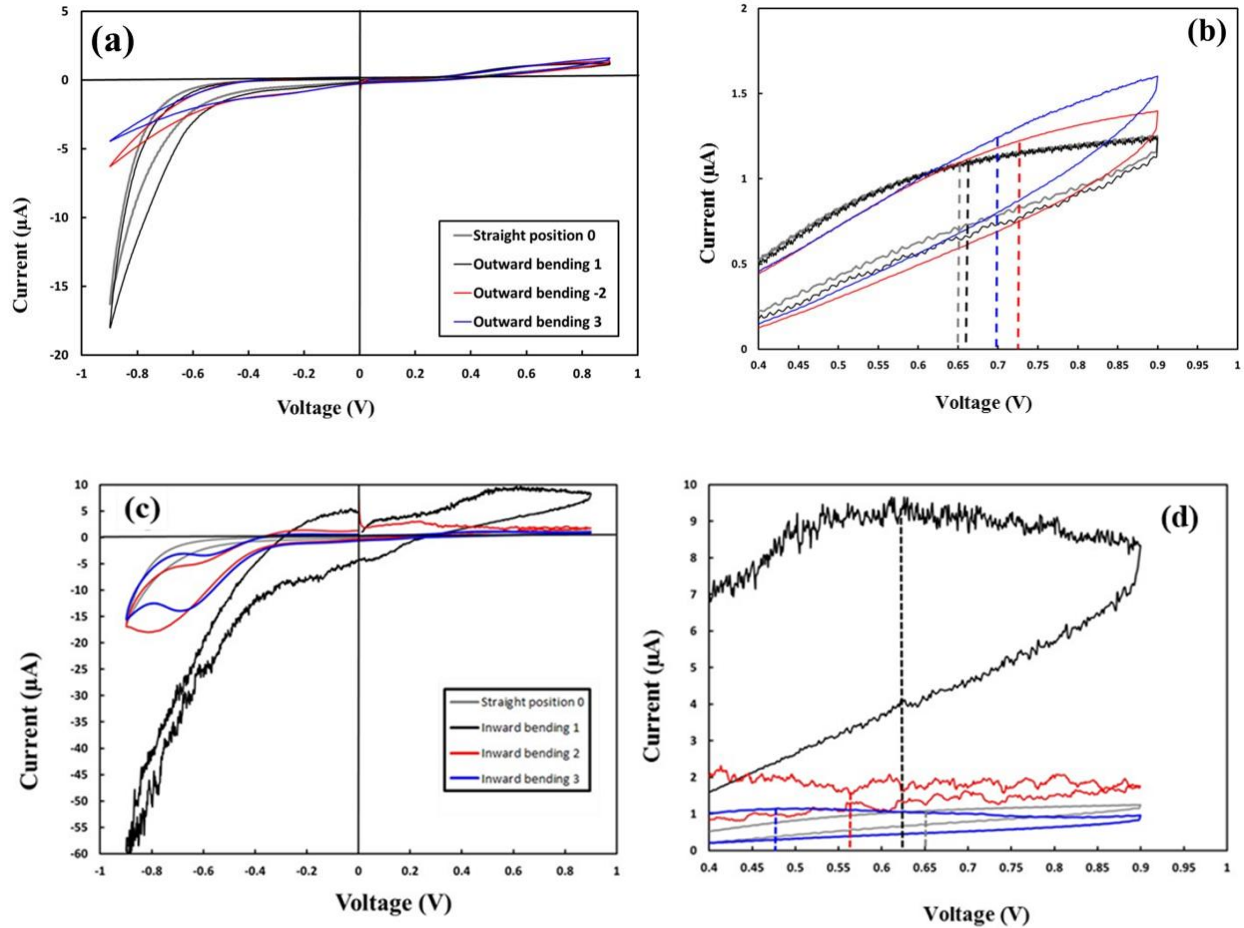 (a)
5
0
-5
-10
-15
-20
-1 -0.8 -0.6 -0.4 -0.2 0 0.2 0.4 0.6 0.8 1
Current (µA)
Voltage (V)
Straight position 0
Outward bending 1
Outward bending -2
Outward bending 3
(b)
2
1.5
1
0.5
0
0.4 0.45 0.5 0.55 0.6 0.65 0.7 0.75 0.8 0.85 0.9 0.95 1
Current (µA)
Voltage (V)
(c)
10
5
0
-5
-10
-15
-20
-25
-30
-35
-40
-45
-50
-55
-60
-1 -0.8 -0.6 -0.4 -0.2 0 0.2 0.4 0.6 0.8 1
Current (µA)
Voltage (V)
Straight position 0
Inward bending 1
Inward bending 2
Inward bending 3
(d)
10
9
8
7
6
5
4
3
2
1
0
0.4 0.45 0.5 0.55 0.6 0.65 0.7 0.75 0.8 0.85 0.9 0.95 1
Current (µA)
Voltage (V)